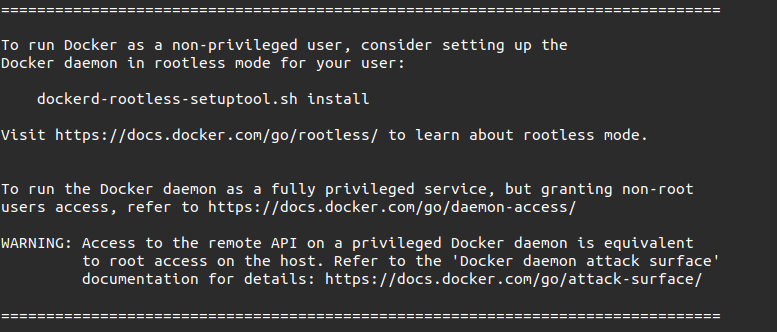 ================================================================================
To run Docker as a non-privileged user, consider setting up the
Docker daemon in rootless mode for your user:
dockerd-rootless-setuptool.sh install
Visit https://docs.docker.com/go/rootless/ to learn about rootless mode.
To run the Docker daemon as a fully privileged service, but granting non-root
users access, refer to https://docs.docker.com/go/daemon-access/
WARNING: Access to the remote API on a privileged Docker daemon is equivalent
to root access on the host. Refer to the 'Docker daemon attack surface'
documentation for details: https://docs.docker.com/go/attack-surface/
================================================================================